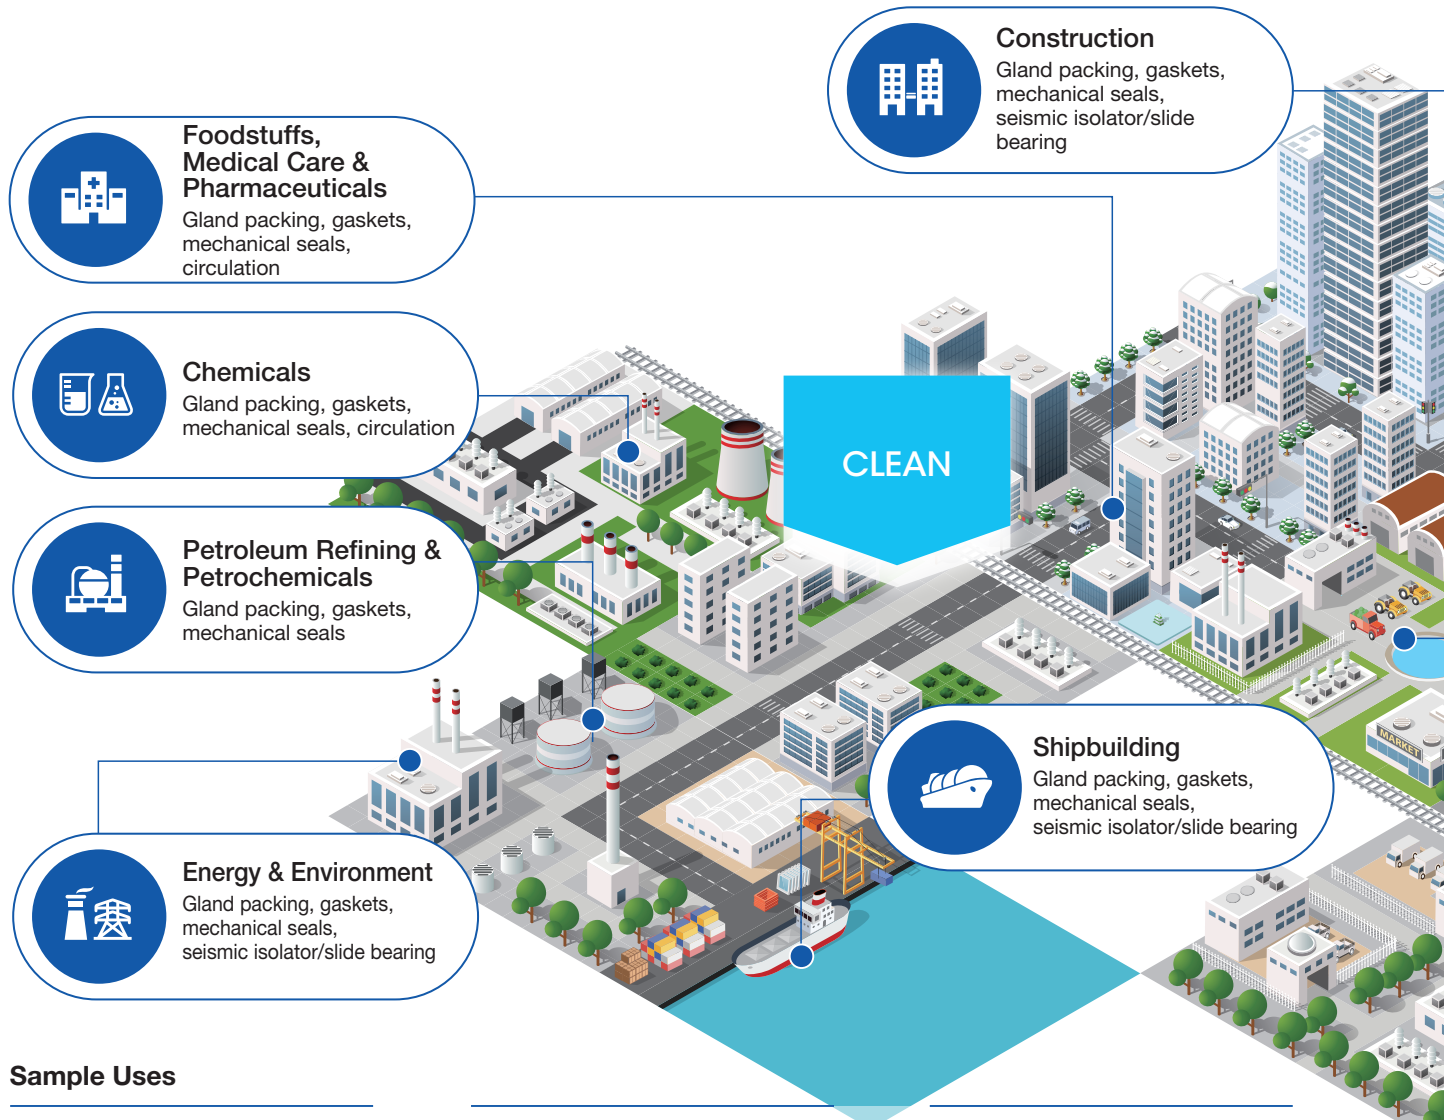 Construction
Gland packing, gaskets,
mechanical seals,
seismic isolator/slide
bearing
Foodstuffs,
Medical Care &
Pharmaceuticals
Gland packing, gaskets,
mechanical seals,
circulation
Chemicals
Gland packing, gaskets,
mechanical seals, circulation
CLEAN
Petroleum Refining &
Petrochemicals
Gland packing, gaskets,
mechanical seals
MARKET
Shipbuilding
Gland packing, gaskets,
mechanical seals,
seismic isolator/slide bearing
Energy & Environment
Gland packing, gaskets,
mechanical seals,
seismic isolator/slide bearing
Sample Uses